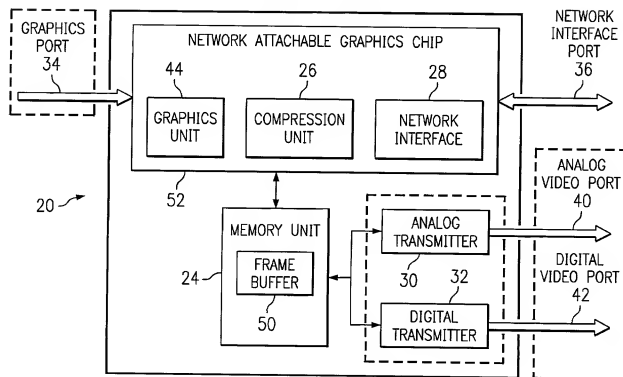 GRAPHICS
PORT
34
NETWORK ATTACHABLE GRAPHICS CHIP
44
GRAPHICS
UNIT
26
COMPRESSION
UNIT
28
NETWORK
INTERFACE
52
NETWORK
INTERFACE
PORT
36
20
MEMORY UNIT
24
FRAME
BUFFER
50
ANALOG
TRANSMITTER
30
32
DIGITAL
TRANSMITTER
ANALOG
VIDEO PORT
40
DIGITAL
VIDEO PORT
42